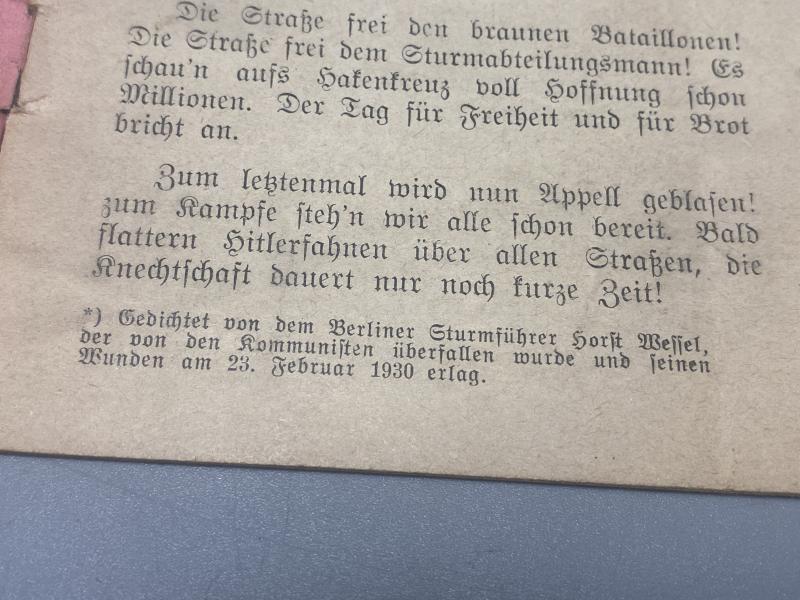 Die Straße frei den braunen Bataillonen!
Die Straße frei dem Sturmabteilungsmann! Es
schau'n aufs Hakenkreuz voll Hoffnung schon
Millionen. Der Tag für Freiheit und für Brot
bricht an.
Zum letztenmal wird nun Appell geblasen!
zum Kampfe steh'n wir alle schon bereit. Bald
flattern Hitlerfahnen über allen Straßen, die
Knechtschaft dauert nur noch kurze Zeit!
*) Gedichtet von dem Berliner Sturmführer Horst Wessel,
der von den Kommunisten überfallen wurde und seinen
Wunden am 23. Februar 1930 erlag.